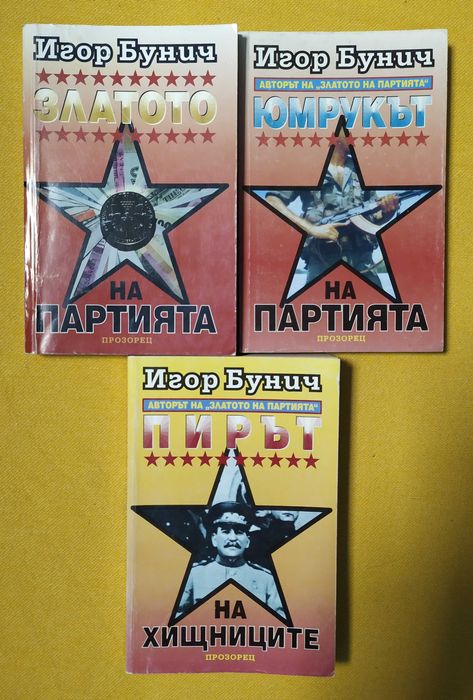 Игор Бунич
ЗЛАТОТО
НА
ПАРТИЯТА
ПРОЗОРЕЦ
Игор Бунич
АВТОРЪТ НА „ЗЛАТОТО НА ПАРТИЯТА“
ЮМРУКЪТ
НА
ПАРТИЯТА
ПРОЗОРЕЦ
Игор Бунич
АВТОРЪТ НА „ЗЛАТОТО НА ПАРТИЯТА“
ПИРЪТ
НА
ХИЩНИЦИТЕ
ПРОЗОРЕЦ